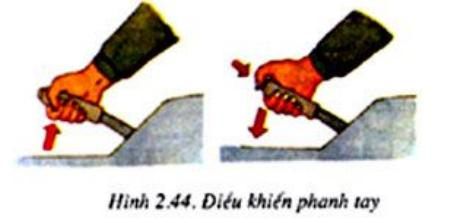 Hình 2.44. Điều khiển phanh tay